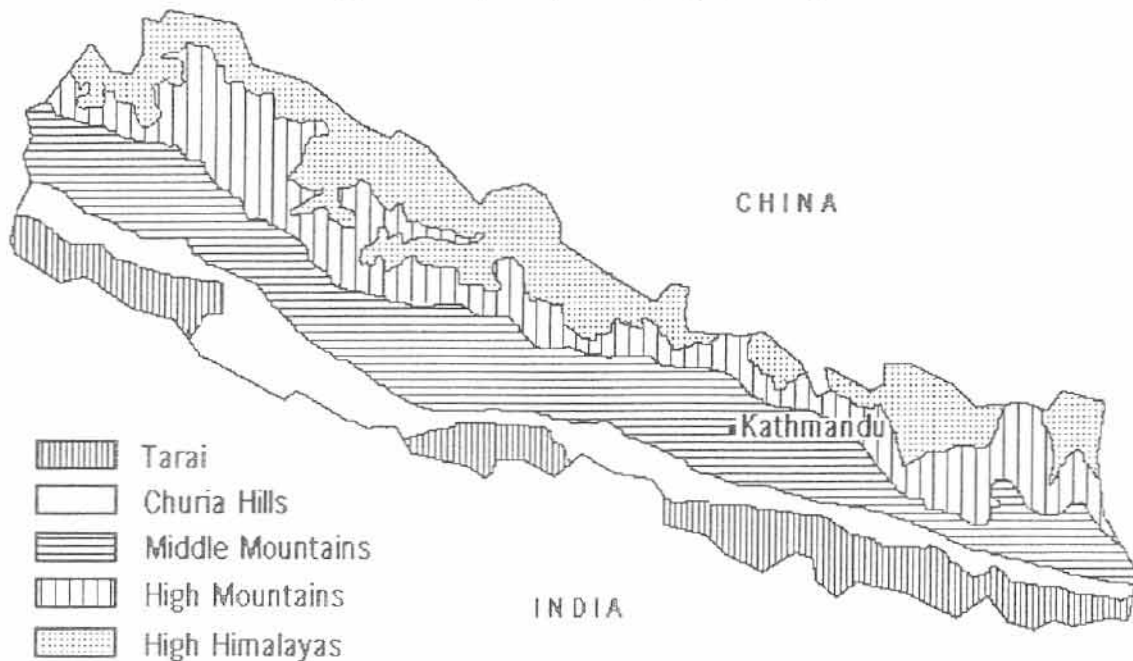 CHINA
Kathmandu
Tarai
Churia Hills
Middle Mountains
High Mountains
High Himalayas
INDIA